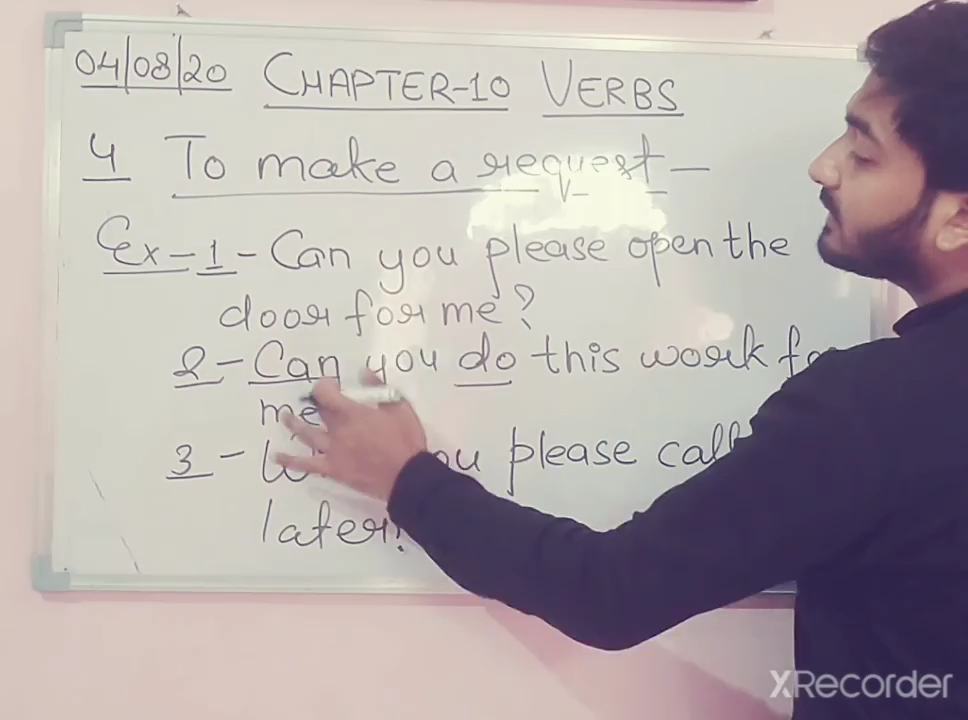 04/08/20 CHAPTER-10 VERBS
4 To make a request —
Ex-1- Can you please open the
door for me?
2 - Can you do this work
me
3 - you please call
later?
XRecorder